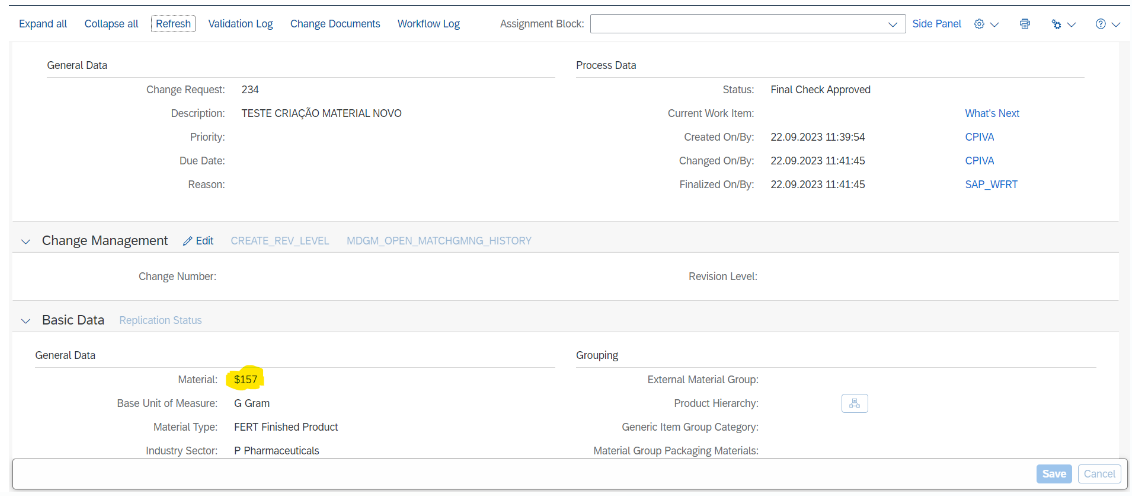 Expand all Collapse all Refresh Validation Log Change Documents Workflow Log Assignment Block: Side Panel
General Data
Change Request: 234
Description: TESTE CRIAÇÃO MATERIAL NOVO
Priority:
Due Date:
Reason:
Process Data
Status: Final Check Approved
Current Work Item: What's Next
Created On/By: 22.09.2023 11:39:54 CPIVA
Changed On/By: 22.09.2023 11:41:45 CPIVA
Finalized On/By: 22.09.2023 11:41:45 SAP_WFRT
Change Management Edit CREATE_REV_LEVEL MDGM_OPEN_MATCHGMNG_HISTORY
Change Number: Revision Level:
Basic Data Replication Status
General Data
Material: $157
Base Unit of Measure: G Gram
Material Type: FERT Finished Product
Industry Sector: P Pharmaceuticals
Grouping
External Material Group:
Product Hierarchy:
Generic Item Group Category:
Material Group Packaging Materials:
Save Cancel